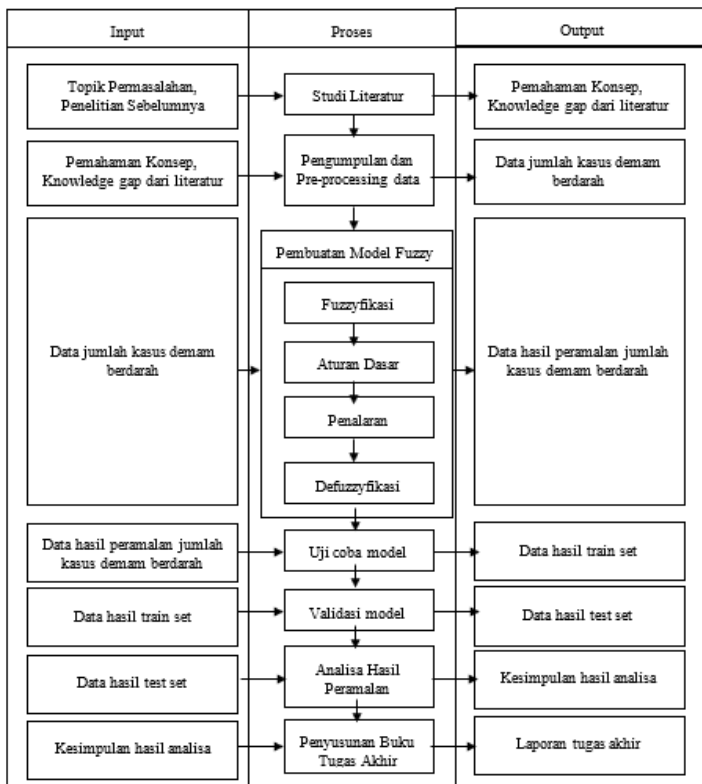 Input
Proses
Output
Topik Permasalahan,
Penelitian Sebelumnya
Studi Literatur
Pemahaman Konsep,
Knowledge gap dari literatur
Pemahaman Konsep,
Knowledge gap dari literatur
Pengumpulan dan
Pre-processing data
Data jumlah kasus demam
berdarah
Data jumlah kasus demam
berdarah
Pembuatan Model Fuzzy
Fuzzyfikasi
Aturan Dasar
Penalaran
Defuzzyfikasi
Data hasil peramalan jumlah
kasus demam berdarah
Data hasil peramalan jumlah
kasus demam berdarah
Uji coba model
Data hasil train set
Data hasil train set
Validasi model
Data hasil test set
Data hasil test set
Analisa Hasil
Peramalan
Kesimpulan hasil analisa
Kesimpulan hasil analisa
Penyusunan Buku
Tugas Akhir
Laporan tugas akhir